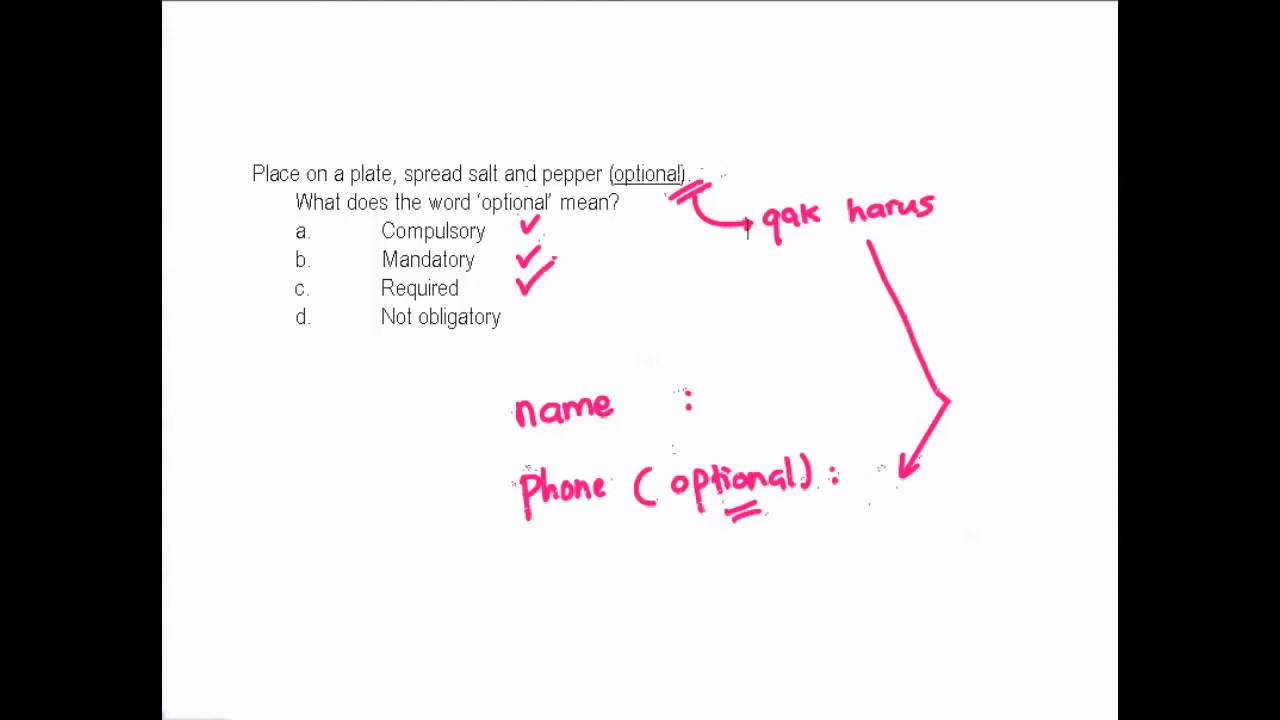 Place on a plate, spread salt and pepper (optional).
What does the word ‘optional’ mean?
gak harus
a. Compulsory
b. Mandatory
c. Required
d. Not obligatory
name :
Phone (optional) :